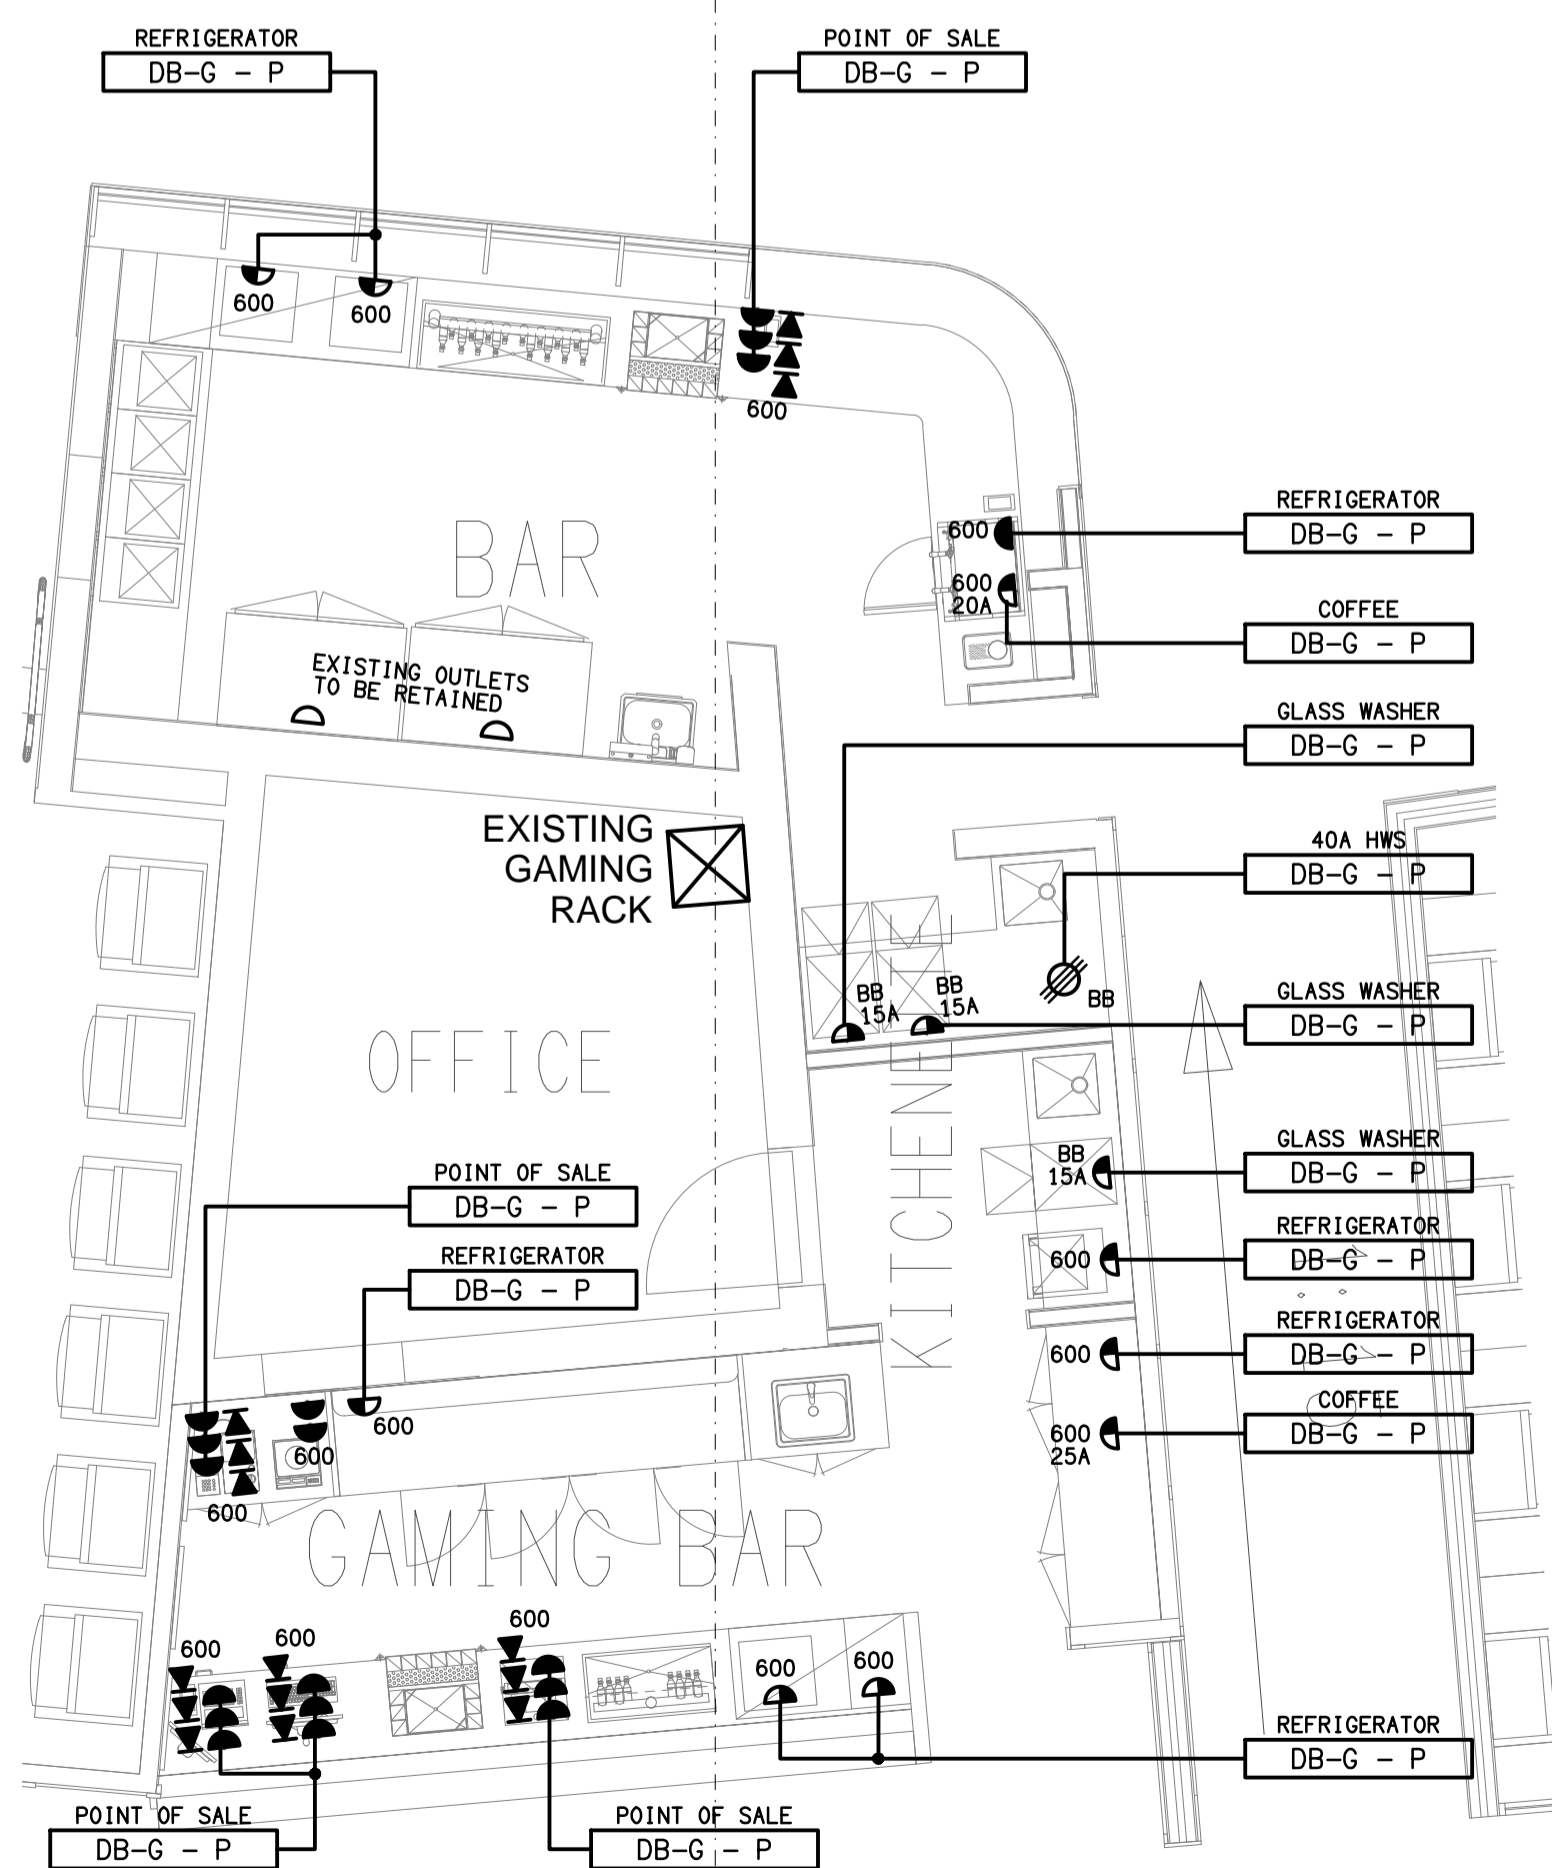 REFRIGERATOR
DB-G - P
POINT OF SALE
DB-G - P
600
600
600
REFRIGERATOR
DB-G - P
600
BAR
600
20A
COFFEE
DB-G - P
EXISTING OUTLETS
TO BE RETAINED
GLASS WASHER
DB-G - P
EXISTING
GAMING
RACK
40A HWS
DB-G - P
BB
15A
BB
15A
BB
GLASS WASHER
DB-G - P
OFFICE
KITCHENETTE
BB
15A
GLASS WASHER
DB-G - P
POINT OF SALE
DB-G - P
REFRIGERATOR
DB-G - P
600
REFRIGERATOR
DB-G - P
600
REFRIGERATOR
DB-G - P
600
25A
COFFEE
DB-G - P
600
600
600
GAMING BAR
600
600
600
600
600
REFRIGERATOR
DB-G - P
POINT OF SALE
DB-G - P
POINT OF SALE
DB-G - P